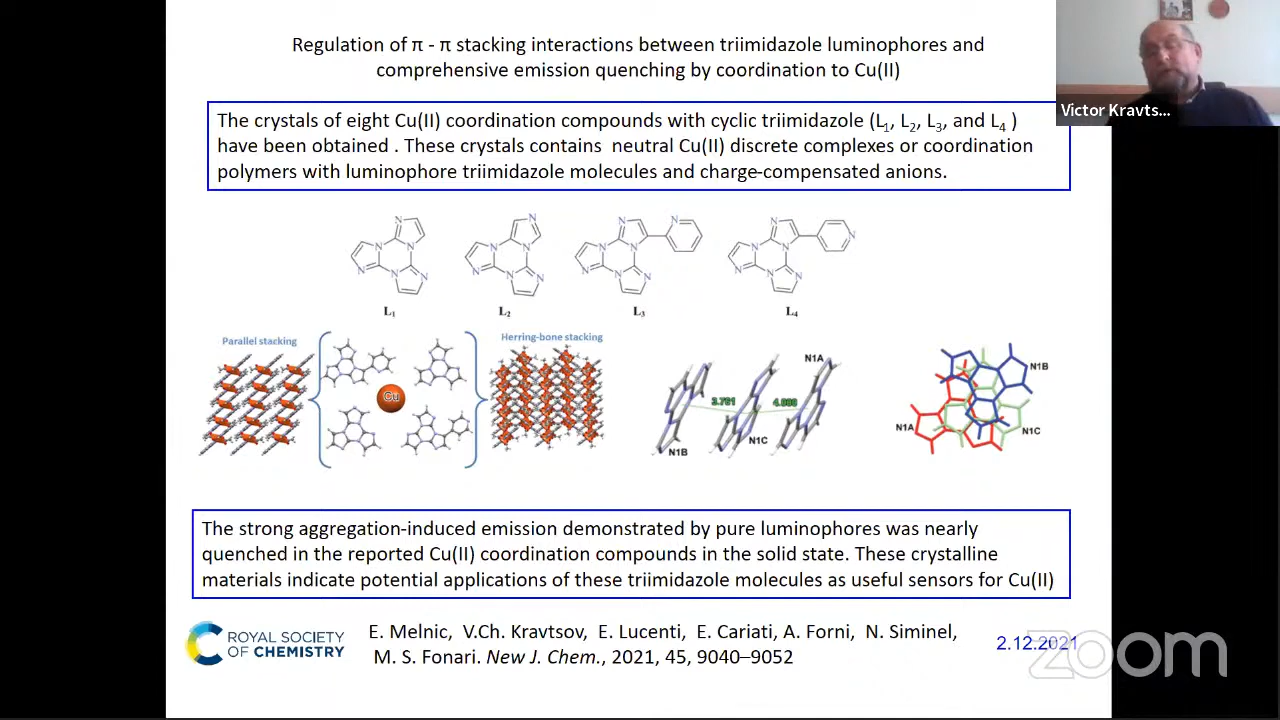 Regulation of π - π stacking interactions between triimidazole luminophores and
comprehensive emission quenching by coordination to Cu(II)
Victor Kravts...
The crystals of eight Cu(II) coordination compounds with cyclic triimidazole (L1, L2, L3, and L4 )
have been obtained . These crystals contains neutral Cu(II) discrete complexes or coordination
polymers with luminophore triimidazole molecules and charge-compensated anions.
L1 L2 L3 L4
Parallel stacking
Cu
Herring-bone stacking
N1A
3.761
N1B
N1C
N1B
N1A
N1C
The strong aggregation-induced emission demonstrated by pure luminophores was nearly
quenched in the reported Cu(II) coordination compounds in the solid state. These crystalline
materials indicate potential applications of these triimidazole molecules as useful sensors for Cu(II)
ROYAL SOCIETY
OF CHEMISTRY
E. Melnic, V.Ch. Kravtsov, E. Lucenti, E. Cariati, A. Forni, N. Siminel,
M. S. Fonari. New J. Chem., 2021, 45, 9040–9052
2.12.2021
zoom